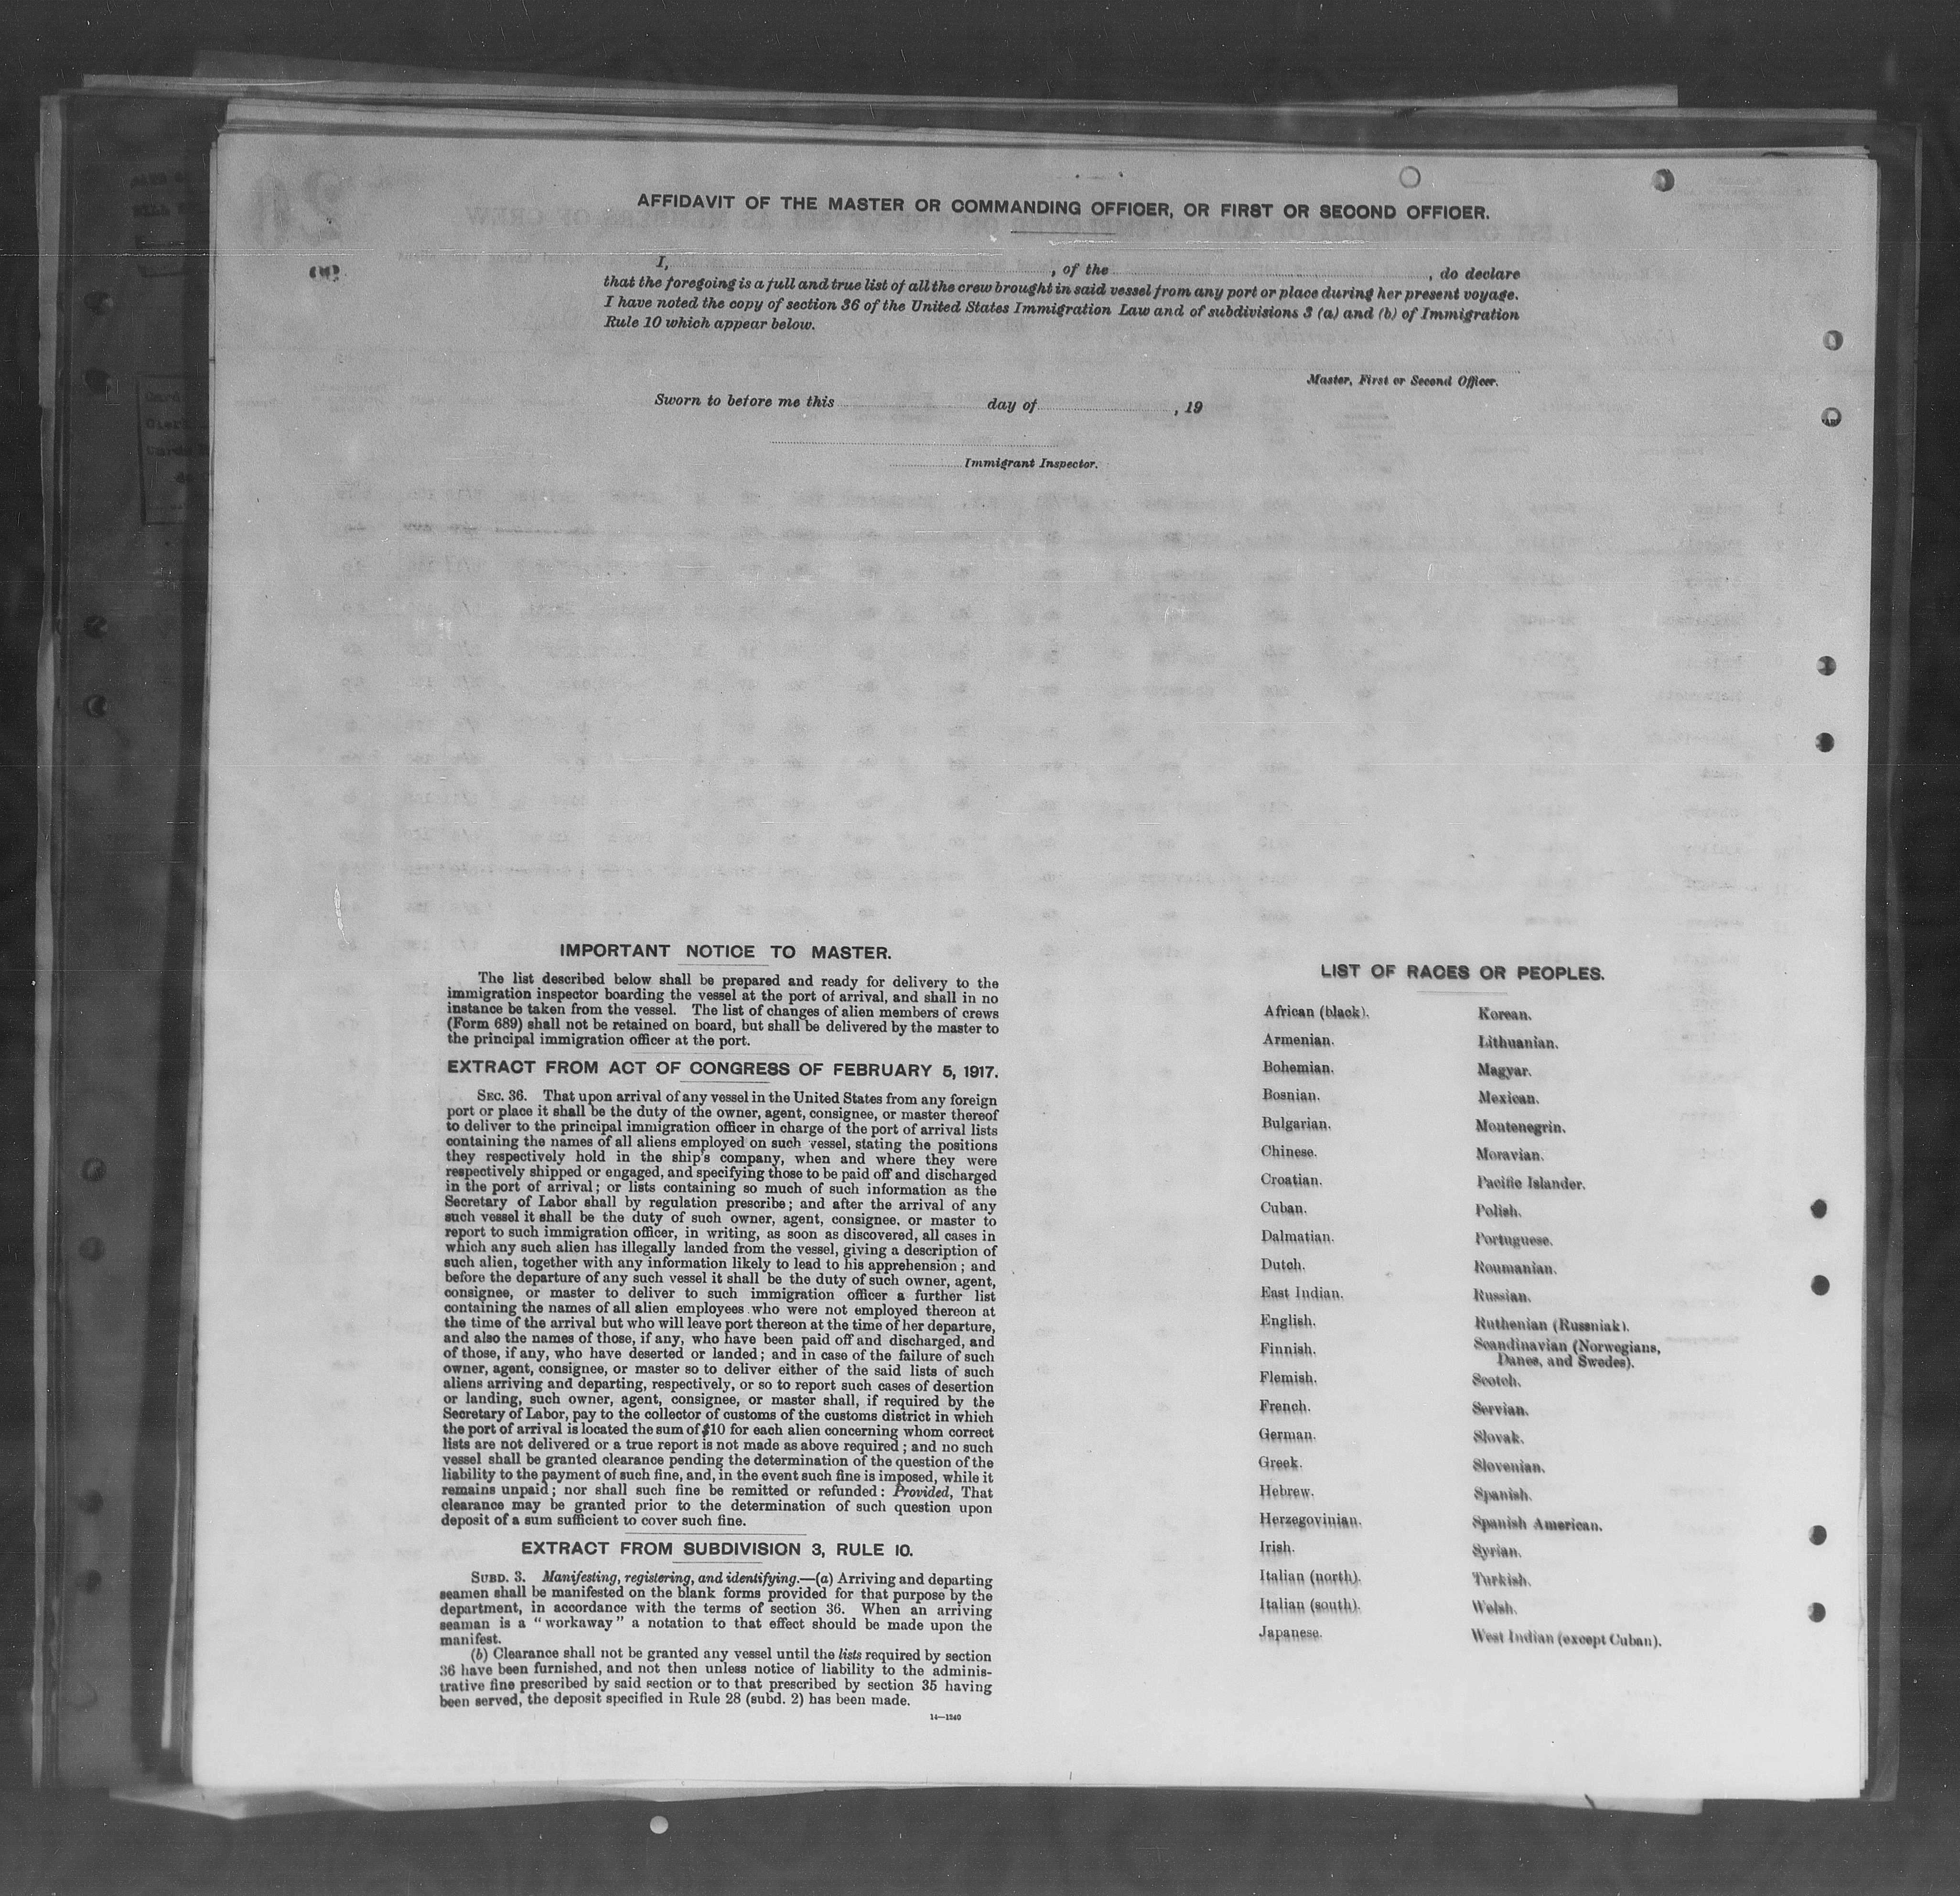 AFFIDAVIT OF THE MASTER OR COMMANDING OFFICER, OR FIRST OR SECOND OFFICER.
I, , of the , do declare
that the foregoing is a full and true list of all the crew brought in said vessel from any port or place during her present voyage.
I have noted the copy of section 36 of the United States Immigration Law and of subdivisions 3 (a) and (b) of Immigration
Rule 10 which appear below.
Master, First or Second Officer.
Sworn to before me this day of , 19
Immigrant Inspector.
IMPORTANT NOTICE TO MASTER.
The list described below shall be prepared and ready for delivery to the
immigration inspector boarding the vessel at the port of arrival, and shall in no
instance be taken from the vessel. The list of changes of alien members of crews
(Form 689) shall not be retained on board, but shall be delivered by the master to
the principal immigration officer at the port.
EXTRACT FROM ACT OF CONGRESS OF FEBRUARY 5, 1917.
SEC. 36. That upon arrival of any vessel in the United States from any foreign
port or place it shall be the duty of the owner, agent, consignee, or master thereof
to deliver to the principal immigration officer in charge of the port of arrival lists
containing the names of all aliens employed on such vessel, stating the positions
they respectively hold in the ship's company, when and where they were
respectively shipped or engaged, and specifying those to be paid off and discharged
in the port of arrival; or lists containing so much of such information as the
Secretary of Labor shall by regulation prescribe; and after the arrival of any
such vessel it shall be the duty of such owner, agent, consignee, or master to
report to such immigration officer, in writing, as soon as discovered, all cases in
which any such alien has illegally landed from the vessel, giving a description of
such alien, together with any information likely to lead to his apprehension; and
before the departure of any such vessel it shall be the duty of such owner, agent,
consignee, or master to deliver to such immigration officer a further list
containing the names of all alien employees who were not employed thereon at
the time of the arrival but who will leave port thereon at the time of her departure,
and also the names of those, if any, who have been paid off and discharged, and
of those, if any, who have deserted or landed; and in case of the failure of such
owner, agent, consignee, or master so to deliver either of the said lists of such
aliens arriving and departing, respectively, or so to report such cases of desertion
or landing, such owner, agent, consignee, or master shall, if required by the
Secretary of Labor, pay to the collector of customs of the customs district in which
the port of arrival is located the sum of $10 for each alien concerning whom correct
lists are not delivered or a true report is not made as above required; and no such
vessel shall be granted clearance pending the determination of the question of the
liability to the payment of such fine, and, in the event such fine is imposed, while it
remains unpaid; nor shall such fine be remitted or refunded: Provided, That
clearance may be granted prior to the determination of such question upon
deposit of a sum sufficient to cover such fine.
EXTRACT FROM SUBDIVISION 3, RULE 10.
SUBD. 3. Manifesting, registering, and identifying.—(a) Arriving and departing
seamen shall be manifested on the blank forms provided for that purpose by the
department, in accordance with the terms of section 36. When an arriving
seaman is a "workaway" a notation to that effect should be made upon the
manifest.
(b) Clearance shall not be granted any vessel until the lists required by section
36 have been furnished, and not then unless notice of liability to the adminis-
trative fine prescribed by said section or to that prescribed by section 35 having
been served, the deposit specified in Rule 28 (subd. 2) has been made.
14—1240
LIST OF RACES OR PEOPLES.
African (black).
Armenian.
Bohemian.
Bosnian.
Bulgarian.
Chinese.
Croatian.
Cuban.
Dalmatian.
Dutch.
East Indian.
English.
Finnish.
Flemish.
French.
German.
Greek.
Hebrew.
Herzegovinian.
Irish.
Italian (north).
Italian (south).
Japanese.
Korean.
Lithuanian.
Magyar.
Mexican.
Montenegrin.
Moravian.
Pacific Islander.
Polish.
Portuguese.
Roumanian.
Russian.
Ruthenian (Russniak).
Scandinavian (Norwegians,
Danes, and Swedes).
Scotch.
Servian.
Slovak.
Slovenian.
Spanish.
Spanish American.
Syrian.
Turkish.
Welsh.
West Indian (except Cuban).